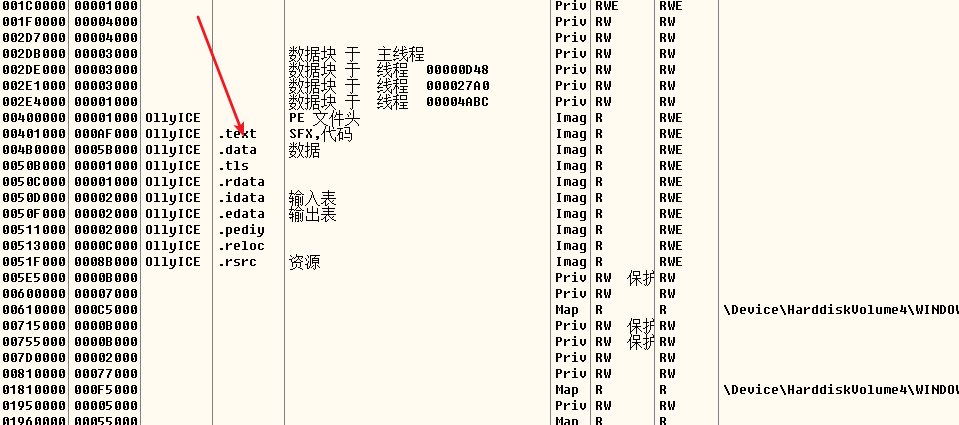 001C0000 00001000 Priv RWE RWE
001F0000 00004000 Priv RW RW
002D7000 00004000 Priv RW RW
002DB000 00003000 数据块 于 主线程 Priv RW RW
002DE000 00003000 数据块 于 线程 00000D48 Priv RW RW
002E1000 00003000 数据块 于 线程 000027A0 Priv RW RW
002E4000 00001000 数据块 于 线程 00004ABC Priv RW RW
00400000 00001000 OllyICE PE 文件头 Imag R RWE
00401000 000AF000 OllyICE .text SFX,代码 Imag R RWE
004B0000 0005B000 OllyICE .data 数据 Imag R RWE
0050B000 00001000 OllyICE .tls Imag R RWE
0050C000 00001000 OllyICE .rdata Imag R RWE
0050D000 00002000 OllyICE .idata 输入表 Imag R RWE
0050F000 00002000 OllyICE .edata 输出表 Imag R RWE
00511000 00002000 OllyICE .pediy Imag R RWE
00513000 0000C000 OllyICE .reloc Imag R RWE
0051F000 0008B000 OllyICE .rsrc 资源 Imag R RWE
005E5000 0000B000 Priv RW 保护 RW
00600000 00007000 Priv RW RW
00610000 000C5000 Map R R \Device\HarddiskVolume4\WINDOW
00715000 0000B000 Priv RW 保护 RW
00755000 0000B000 Priv RW 保护 RW
007D0000 00002000 Priv RW RW
00810000 00077000 Priv RW RW
01810000 000F5000 Map R R \Device\HarddiskVolume4\WINDOW
01950000 00005000 Priv RW RW
01960000 00055000 Map R R